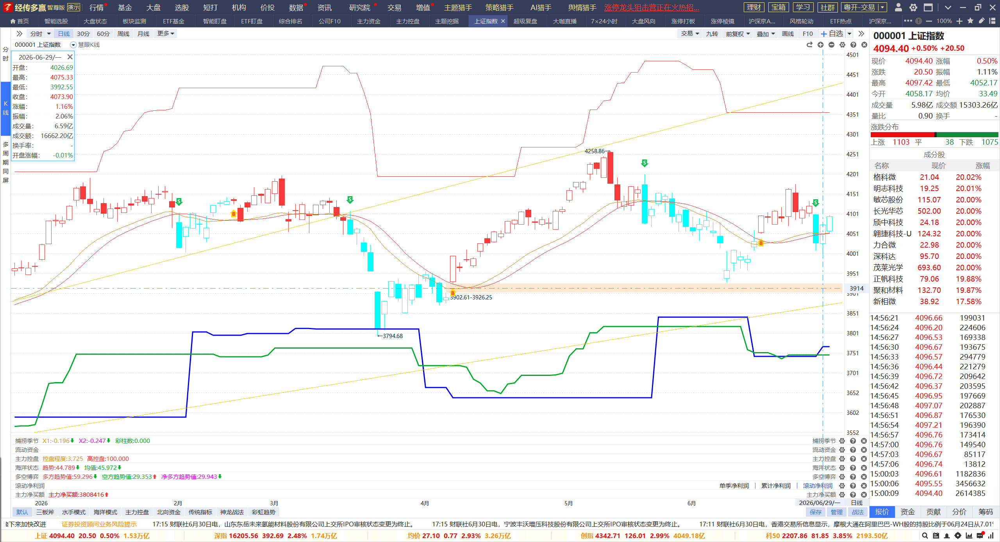 经传多赢 智尊版 演示 行情 基金 大盘 选股 短打 机构 价投 数据 资讯 研究院 交易 增值 主题猎手 策略猎手 AI猎手 舆情猎手 涨停龙头狙击营正在火热招... 理财 宝箱 学习 社群 粤开-交易
首页 智能选股 大盘状态 板块监测 ETF基金 智能盯盘 ETF盯盘 综合排名 公司F10 主力资金 主力控盘 主题挖掘 上证指数 超级复盘 大咖直播 7×24小时 大盘风向 涨停打板 涨停棱镜 沪深京A... 风格轮动 ETF热点 沪深京... 100%
分时 日线 30分 60分 周线 月线 更多 交易 九转 前复权 叠加 画线 F10 自选
000001 上证指数 慧眼K线
分时
K线
多周期同屏
2026-06-29/一
开盘: 4026.69
最高: 4075.33
最低: 3992.55
收盘: 4073.90
涨幅: 1.16%
振幅: 2.06%
成交量: 6.59亿
成交额: 16662.20亿
换手率: -
开盘涨幅: -0.01%
4258.86→
S
S
S
S
B
B
B
3902.61-3926.25
←3794.68
4501
4451
4401
4351
4301
4251
4201
4151
4101
4051
4001
3951
3914
3901
3851
3801
3751
3701
3652
3602
3552
捕捞季节 X1:-0.196 X2:-0.247 彩柱数:0.000 捕捞季节
流动资金 流动资金
主力控盘 控盘程度:3.725 高控盘:100.000 主力控盘
海洋状态 趋势:44.789 均值:45.972 海洋状态
多空博弈 多方趋势值:59.296 空方趋势值:29.353 净多方趋势值:29.943 多空博弈
滚动净利润 单季净利润 累计净利润 滚动净利润
主力净买额 主力净买额:3808416 主力净买额
2026 2月 3月 4月 5月 6月 2026/06/29/一 日线
默认 三板斧 水手模式 海洋模式 主力控盘 北向资金 传统指标 神龙战法 彩虹趋势 保存 管理 战法
000001 上证指数
4094.40 +0.50% +20.50
现价 4094.40 涨幅 0.50%
涨跌 20.50 振幅 1.11%
最高 4097.42 最低 4052.17
今开 4058.17 均价 33.49
成交量 5.98亿 成交额 15303.26亿
量比 0.90 换手 -
涨跌分布
上涨 1103 平 38 下跌 1075
成分股
名称 现价 涨幅
格科微 21.04 20.02%
明志科技 19.25 20.01%
敏芯股份 115.07 20.00%
长光华芯 502.00 20.00%
欣中科技 24.18 20.00%
翱捷科技-U 124.32 20.00%
力合微 22.98 20.00%
深科达 95.70 20.00%
茂莱光学 693.60 20.00%
正帆科技 79.06 19.88%
聚和材料 132.70 19.87%
新相微 38.92 17.58%
14:56:21 4096.66 199031
14:56:24 4096.20 224606
14:56:27 4096.53 169338
14:56:30 4096.67 193675
14:56:33 4096.57 294779
14:56:36 4096.44 221279
14:56:39 4096.72 209642
14:56:42 4096.37 203595
14:56:45 4096.95 197669
14:56:48 4097.07 202887
14:56:51 4096.87 176530
14:56:54 4097.21 196390
14:56:57 4096.76 173414
14:57:00 4096.76 149540
14:57:03 4096.67 85117
14:57:06 4096.74 13812
15:00:03 4096.61 1182836
15:00:06 4095.55 3456632
15:00:09 4094.40 2614385
报价 资金 贡献 分价 筹码
接下来加快改进 证券投资顾问业务风险提示 17:15 财联社6月30日电，山东东岳未来氢能材料股份有限公司上交所IPO审核状态变更为终止。 17:15 财联社6月30日电，宁波丰沃增压科技股份有限公司上交所IPO审核状态变更为终止。 17:11 财联社6月30日电，香港交易所信息显示，摩根大通在阿里巴巴-WH股的持股比例于06月24日从7.01%
上证 4094.40 20.50 0.50% 1.53万亿 深指 16205.56 392.69 2.48% 1.74万亿 均价 27.10 0.77 2.93% 3.26万亿 创指 4342.71 126.01 2.99% 4049.18亿 科50 2207.86 81.85 3.85% 2193.50亿